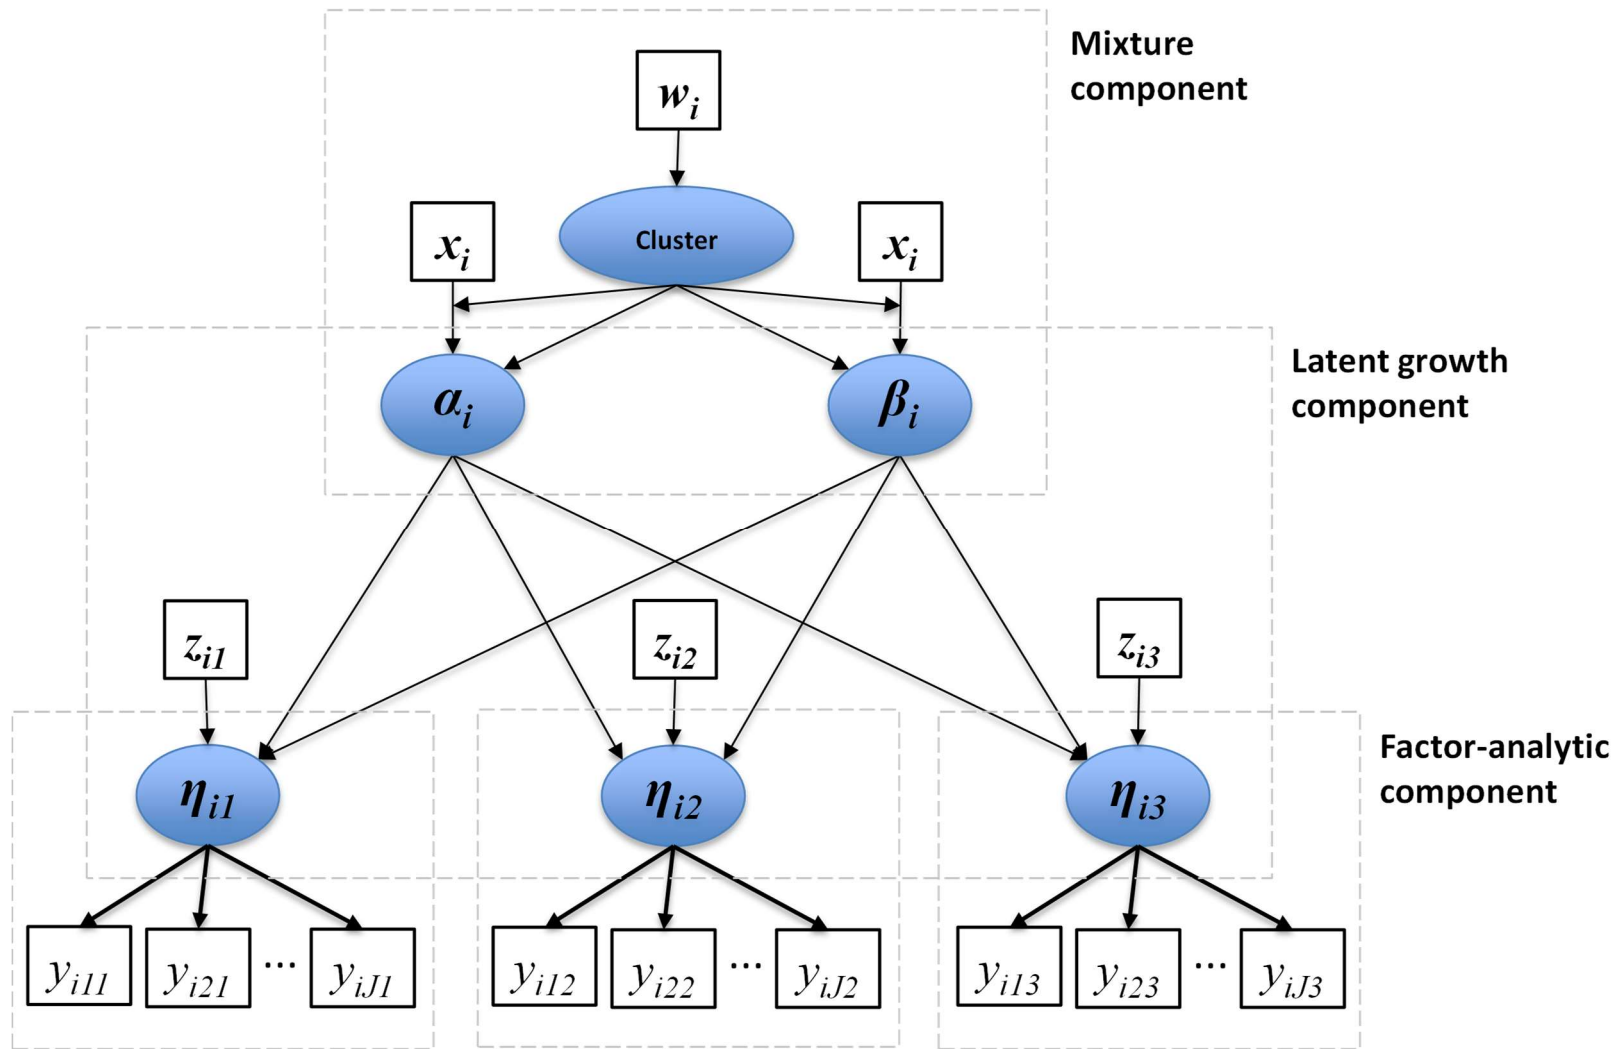 Mixture
component
w_i
x_i
Cluster
x_i
Latent growth
component
α_i
β_i
z_i1
z_i2
z_i3
Factor-analytic
component
η_i1
η_i2
η_i3
y_i11 y_i21 ... y_iJ1
y_i12 y_i22 ... y_iJ2
y_i13 y_i23 ... y_iJ3